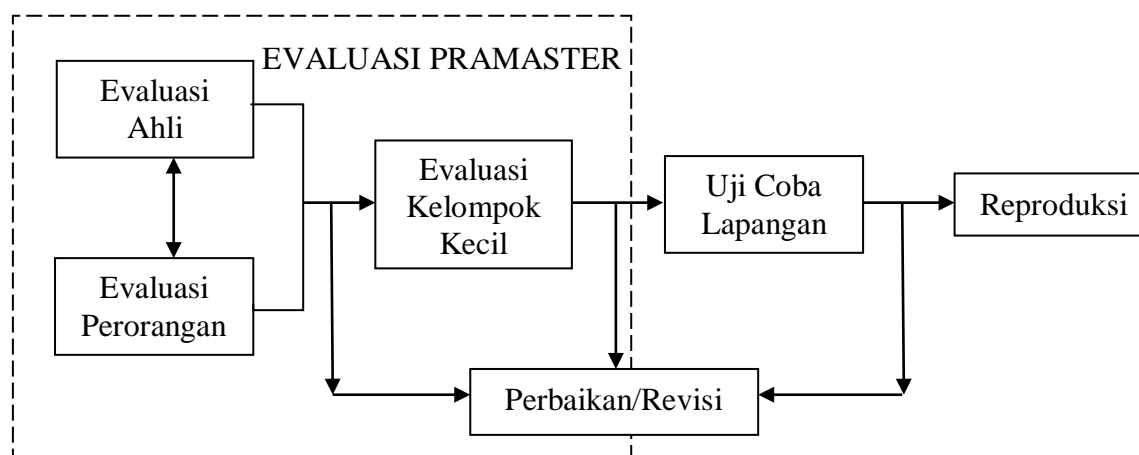 EVALUASI PRAMASTER
Evaluasi
Ahli
Evaluasi
Perorangan
Evaluasi
Kelompok
Kecil
Uji Coba
Lapangan
Reproduksi
Perbaikan/Revisi